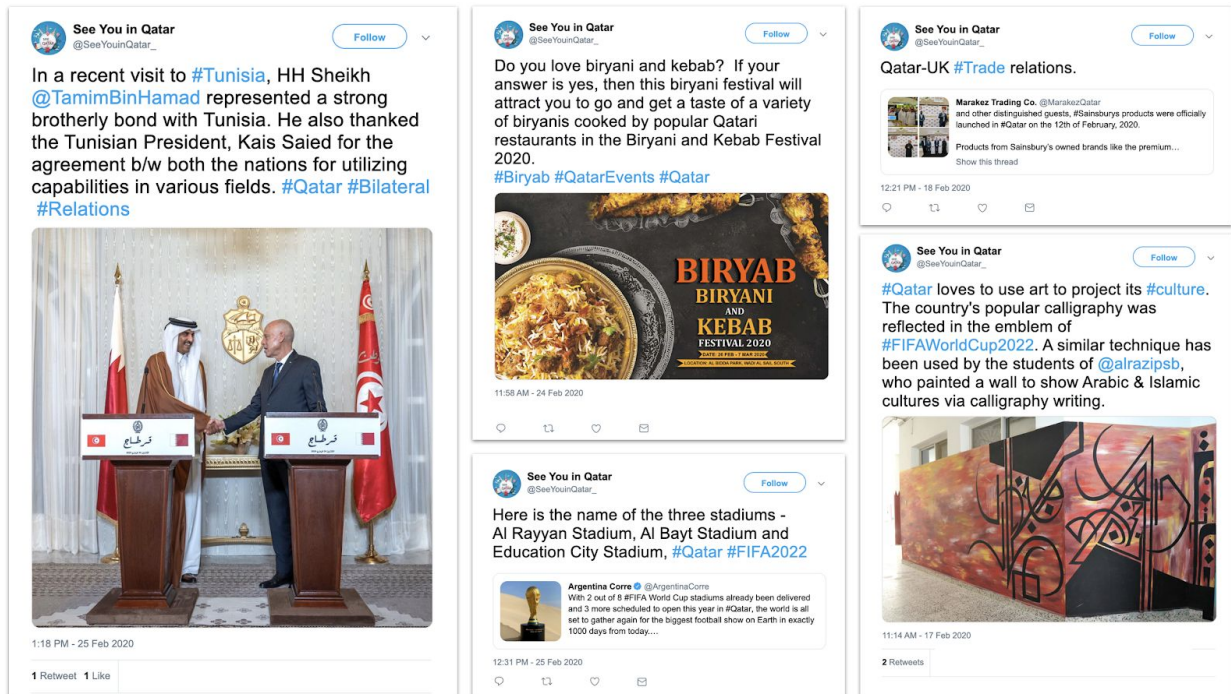 See You in Qatar
@SeeYouinQatar_
Follow
In a recent visit to #Tunisia, HH Sheikh
@TamimBinHamad represented a strong
brotherly bond with Tunisia. He also thanked
the Tunisian President, Kais Saied for the
agreement b/w both the nations for utilizing
capabilities in various fields. #Qatar #Bilateral
#Relations
قرطاج
قرطاج
1:18 PM - 25 Feb 2020
1 Retweet 1 Like
See You in Qatar
@SeeYouinQatar_
Follow
Do you love biryani and kebab? If your
answer is yes, then this biryani festival will
attract you to go and get a taste of a variety
of biryanis cooked by popular Qatari
restaurants in the Biryani and Kebab Festival
2020.
#Biryab #QatarEvents #Qatar
BIRYAB
BIRYANI
AND
KEBAB
FESTIVAL 2020
DATE: 26 FEB - 7 MAR 2020
LOCATION: AL BIDDA PARK, WADI AL SAIL SOUTH
11:58 AM - 24 Feb 2020
See You in Qatar
@SeeYouinQatar_
Follow
Here is the name of the three stadiums -
Al Rayyan Stadium, Al Bayt Stadium and
Education City Stadium, #Qatar #FIFA2022
Argentina Corre @ArgentinaCorre
With 2 out of 8 #FIFA World Cup stadiums already been delivered
and 3 more scheduled to open this year in #Qatar, the world is all
set to gather again for the biggest football show on Earth in exactly
1000 days from today....
12:31 PM - 25 Feb 2020
See You in Qatar
@SeeYouinQatar_
Follow
Qatar-UK #Trade relations.
Marakez Trading Co. @MarakezQatar
and other distinguished guests, #Sainsburys products were officially
launched in #Qatar on the 12th of February, 2020.
Products from Sainsbury's owned brands like the premium...
Show this thread
12:21 PM - 18 Feb 2020
See You in Qatar
@SeeYouinQatar_
Follow
#Qatar loves to use art to project its #culture.
The country's popular calligraphy was
reflected in the emblem of
#FIFAWorldCup2022. A similar technique has
been used by the students of @alrazipsb,
who painted a wall to show Arabic & Islamic
cultures via calligraphy writing.
11:14 AM - 17 Feb 2020
2 Retweets